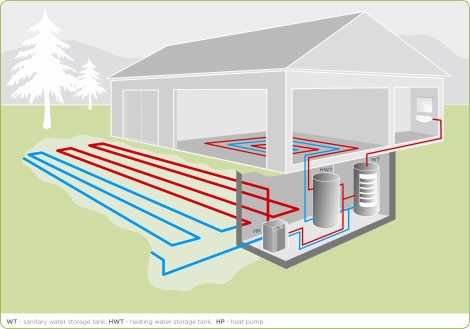 WT
HWT
HP
WT - sanitary water storage tank, HWT - heating water storage tank, HP - heat pump